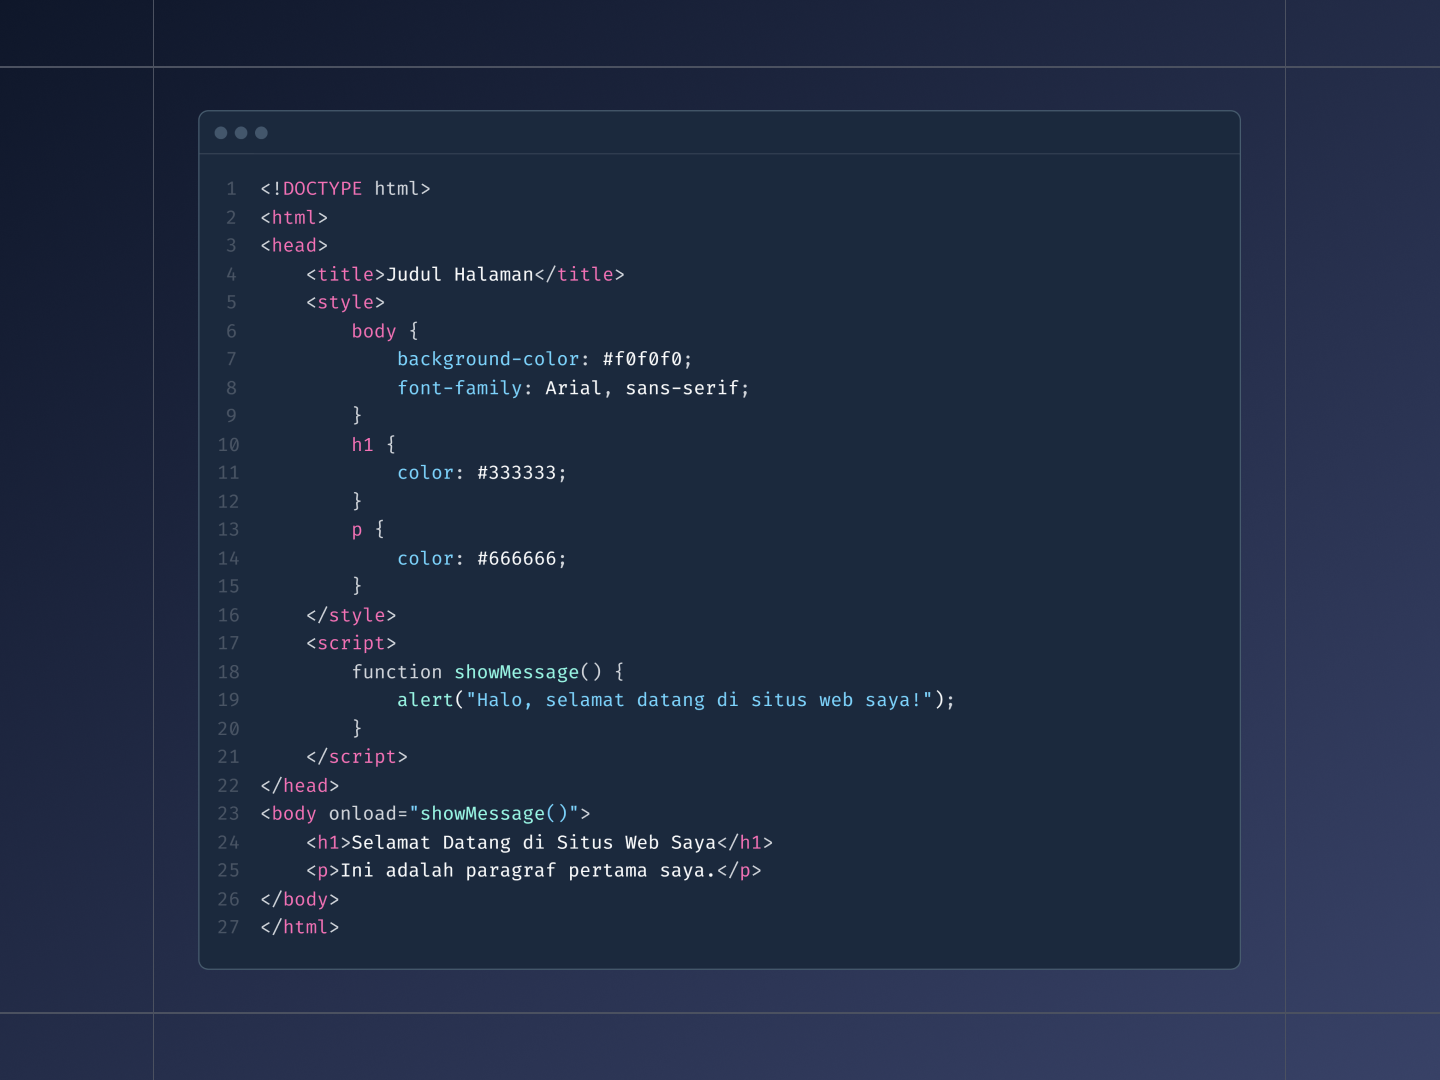 1 <!DOCTYPE html>
2 <html>
3 <head>
4     <title>Judul Halaman</title>
5     <style>
6         body {
7             background-color: #f0f0f0;
8             font-family: Arial, sans-serif;
9         }
10         h1 {
11             color: #333333;
12         }
13         p {
14             color: #666666;
15         }
16     </style>
17     <script>
18         function showMessage() {
19             alert("Halo, selamat datang di situs web saya!");
20         }
21     </script>
22 </head>
23 <body onload="showMessage()">
24     <h1>Selamat Datang di Situs Web Saya</h1>
25     <p>Ini adalah paragraf pertama saya.</p>
26 </body>
27 </html>